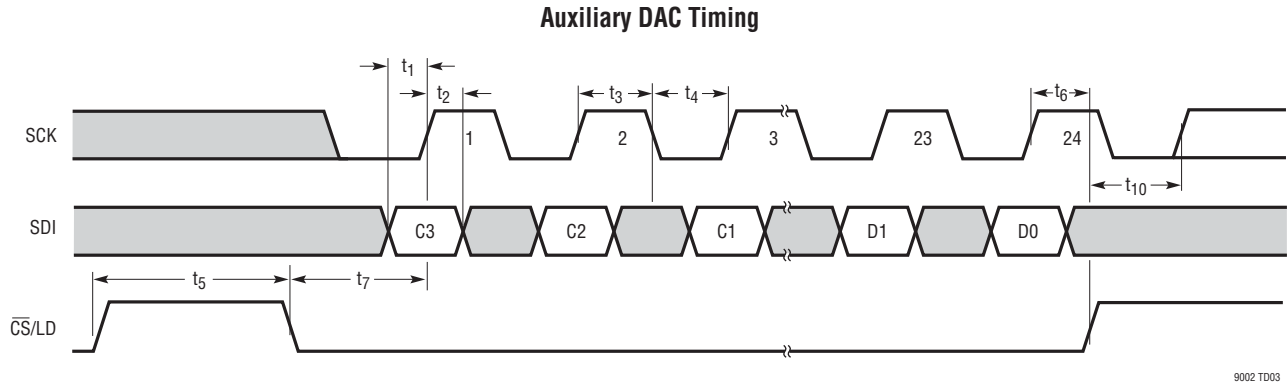 Auxiliary DAC Timing
t1
t2
t3
t4
t6
SCK
1
2
3
23
24
t10
SDI
C3
C2
C1
D1
D0
t5
t7
CS/LD
9002 TD03